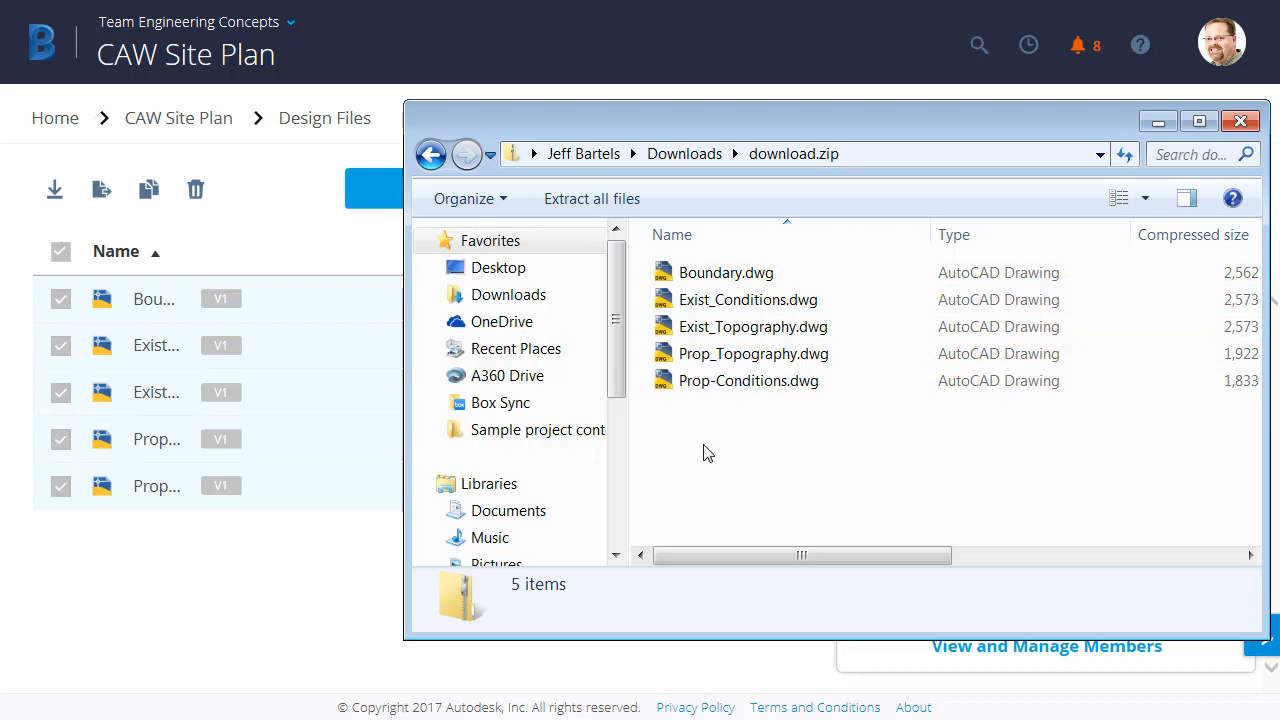 Team Engineering Concepts
CAW Site Plan
8
Home CAW Site Plan Design Files
Name
Bou... V1
Exist... V1
Exist... V1
Prop... V1
Prop... V1
Jeff Bartels Downloads download.zip
Search do...
Organize Extract all files
Favorites
Desktop
Downloads
OneDrive
Recent Places
A360 Drive
Box Sync
Sample project cont
Libraries
Documents
Music
Pictures
Name Type Compressed size
Boundary.dwg AutoCAD Drawing 2,562
Exist_Conditions.dwg AutoCAD Drawing 2,573
Exist_Topography.dwg AutoCAD Drawing 2,573
Prop_Topography.dwg AutoCAD Drawing 1,922
Prop-Conditions.dwg AutoCAD Drawing 1,833
5 items
View and Manage Members
© Copyright 2017 Autodesk, Inc. All rights reserved. Privacy Policy Terms and Conditions About